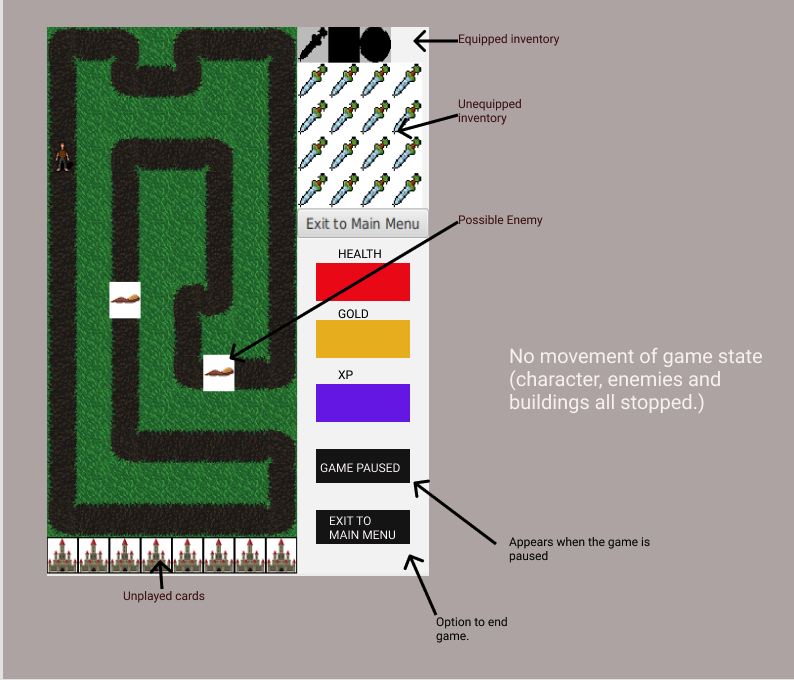 Equipped inventory
Unequipped
inventory
Exit to Main Menu
Possible Enemy
HEALTH
GOLD
No movement of game state
(character, enemies and
buildings all stopped.)
XP
GAME PAUSED
EXIT TO
MAIN MENU
Appears when the game is
paused
Unplayed cards
Option to end
game.